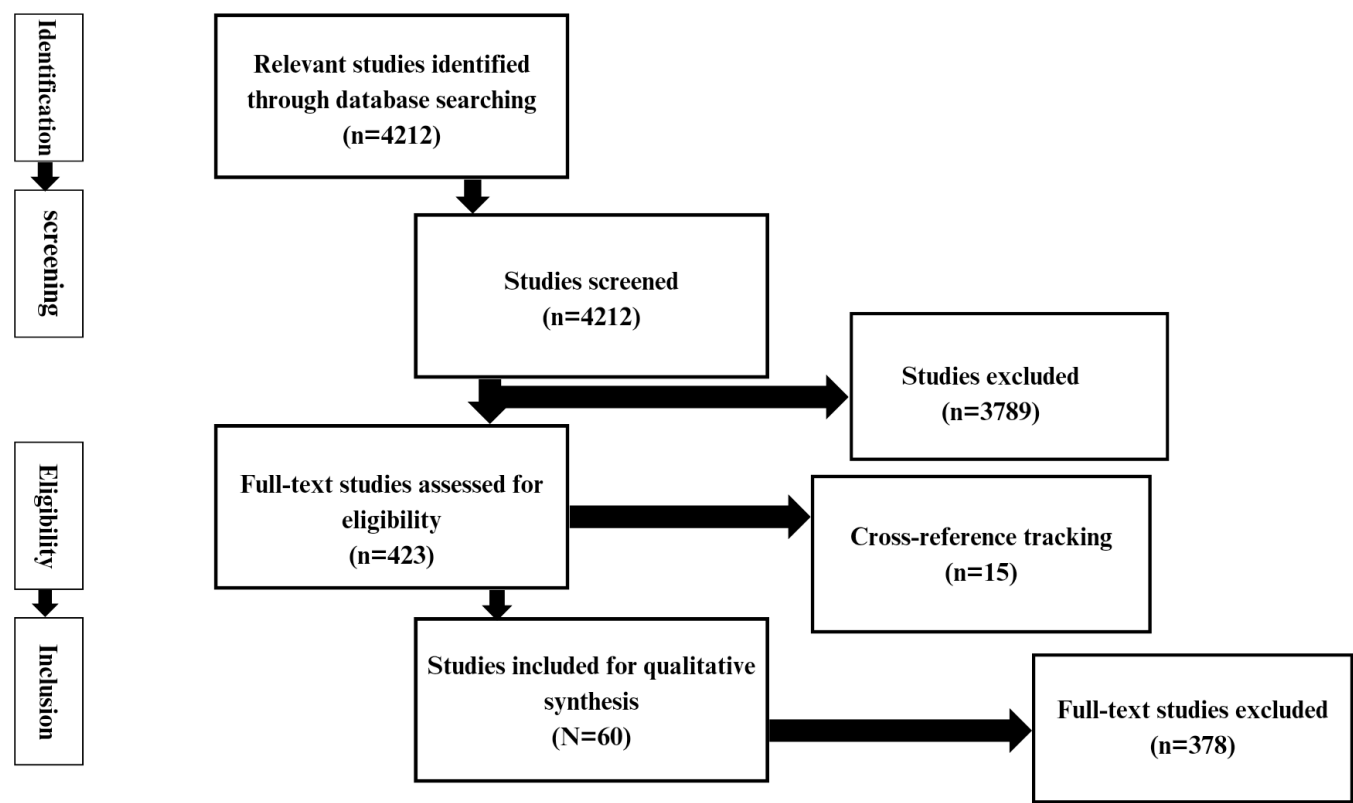 Identification
screening
Eligibility
Inclusion
Relevant studies identified
through database searching
(n=4212)
Studies screened
(n=4212)
Studies excluded
(n=3789)
Full-text studies assessed for
eligibility
(n=423)
Cross-reference tracking
(n=15)
Studies included for qualitative
synthesis
(N=60)
Full-text studies excluded
(n=378)